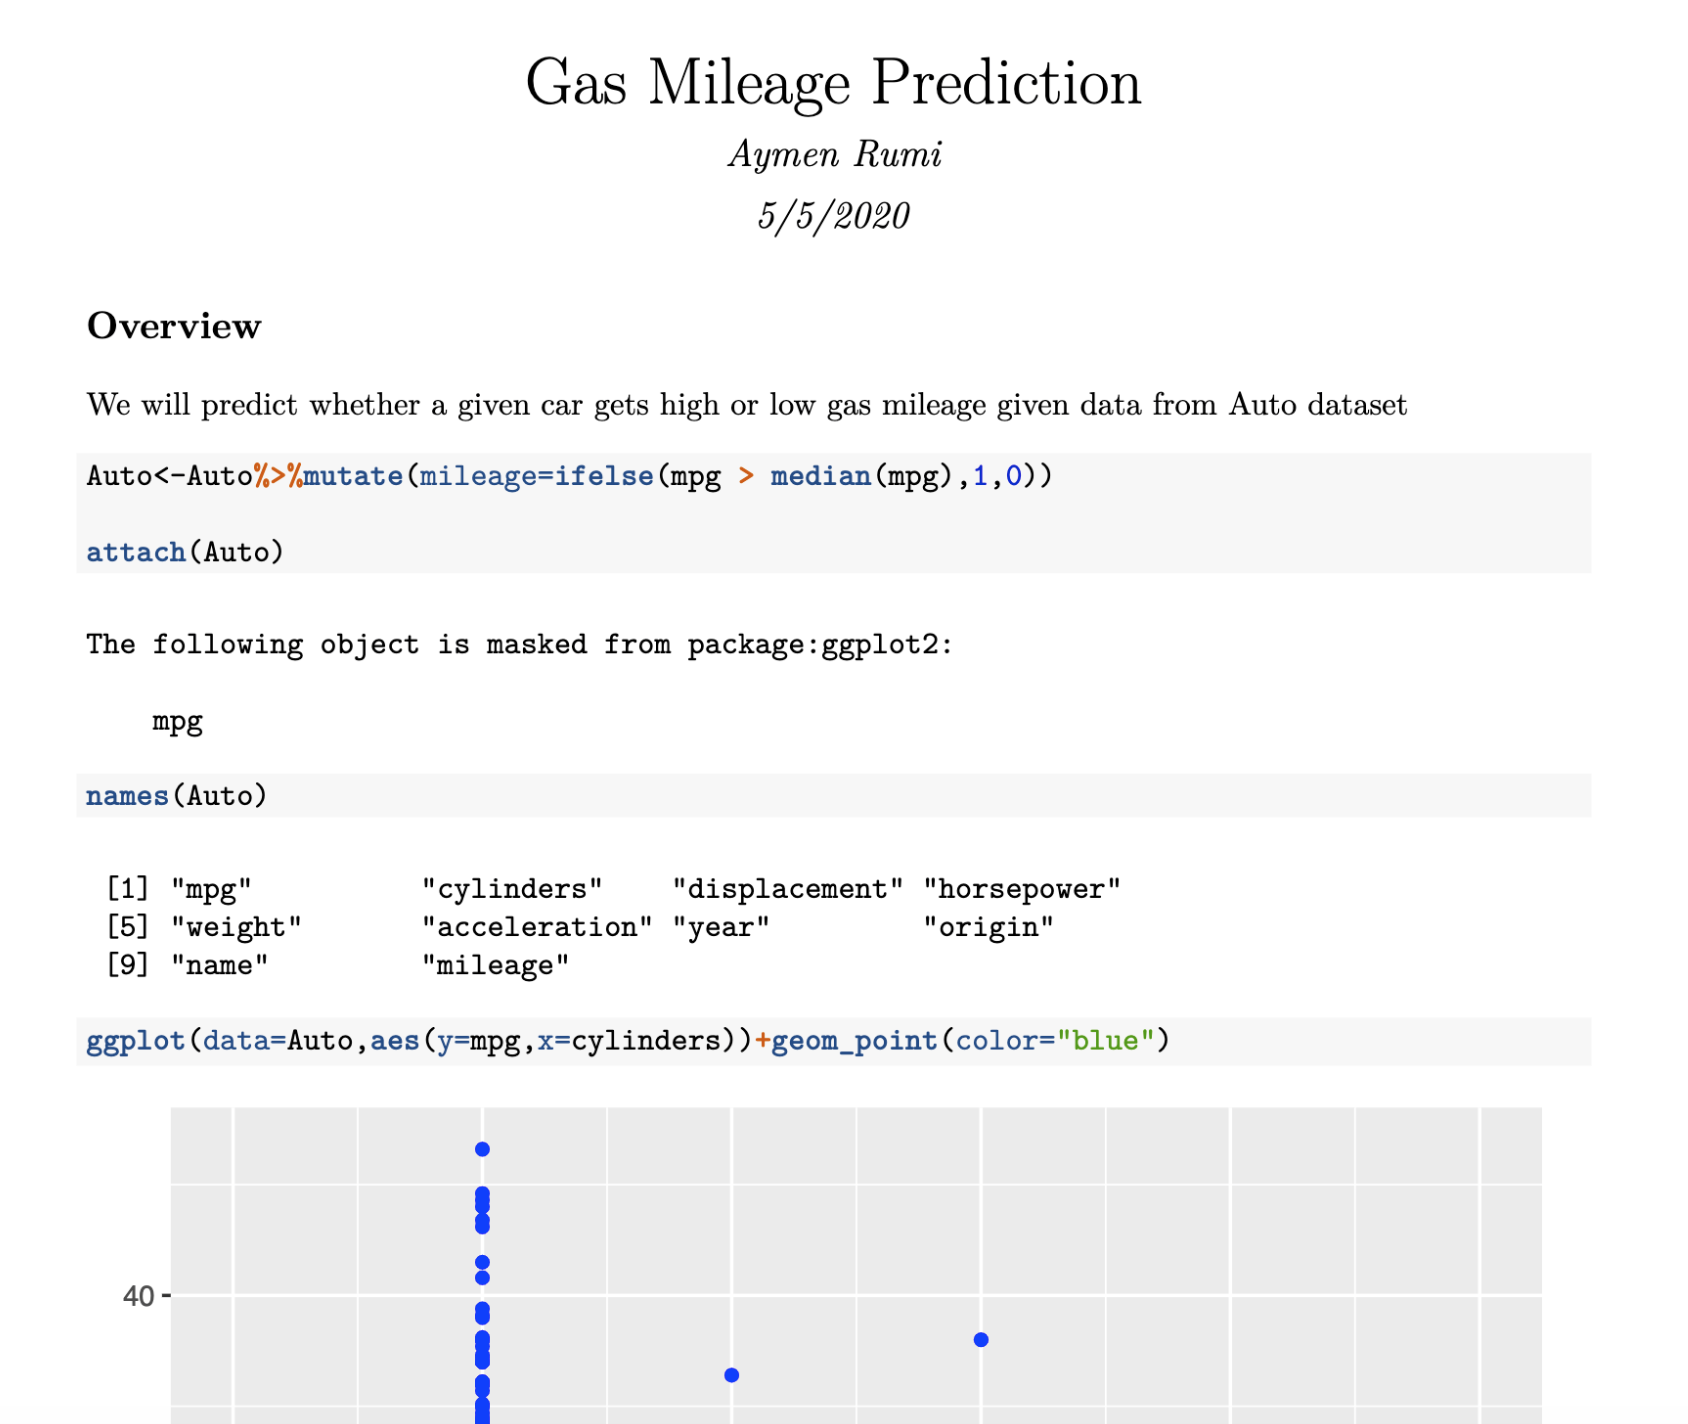 Gas Mileage Prediction
Aymen Rumi
5/5/2020
Overview
We will predict whether a given car gets high or low gas mileage given data from Auto dataset
Auto<-Auto%>%mutate(mileage=ifelse(mpg > median(mpg),1,0))
attach(Auto)
The following object is masked from package:ggplot2:
mpg
names(Auto)
[1] "mpg" "cylinders" "displacement" "horsepower"
[5] "weight" "acceleration" "year" "origin"
[9] "name" "mileage"
ggplot(data=Auto,aes(y=mpg,x=cylinders))+geom_point(color="blue")
40